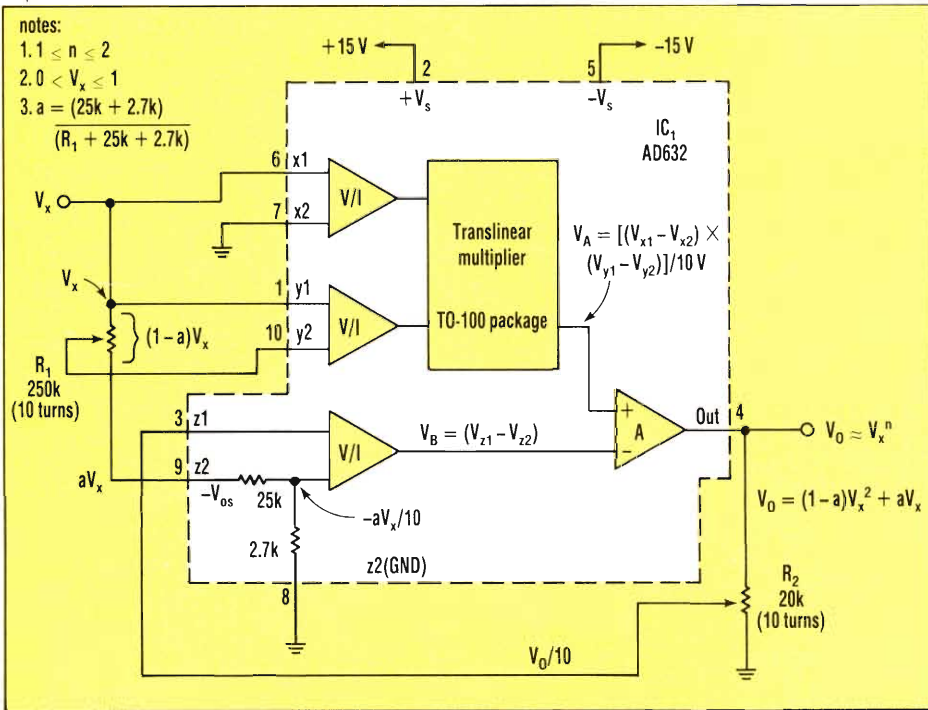 notes:
1. 1 ≤ n ≤ 2
2. 0 < Vx ≤ 1
3. a = (25k + 2.7k)
(R1 + 25k + 2.7k)
+15 V
2
+Vs
−15 V
5
−Vs
IC1
AD632
Vx
6 x1
7 x2
V/I
Translinear
multiplier
TO-100 package
VA = [(Vx1 − Vx2) ×
(Vy1 − Vy2)]/10 V
Vx
1 y1
10 y2
V/I
(1 − a)Vx
R1
250k
(10 turns)
3 z1
9 z2
aVx
−Vos
25k
V/I
VB = (Vz1 − Vz2)
−aVx/10
2.7k
z2(GND)
8
+
A
−
Out 4
VO ≈ Vx^n
VO = (1 − a)Vx^2 + aVx
R2
20k
(10 turns)
VO/10